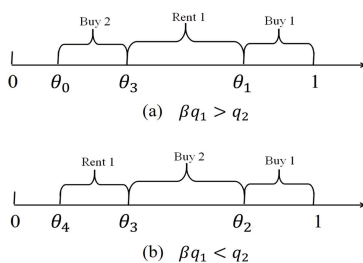 Buy 2 Rent 1 Buy 1
0 θ₀ θ₃ θ₁ 1
(a) βq₁ > q₂
Rent 1 Buy 2 Buy 1
0 θ₄ θ₃ θ₂ 1
(b) βq₁ < q₂